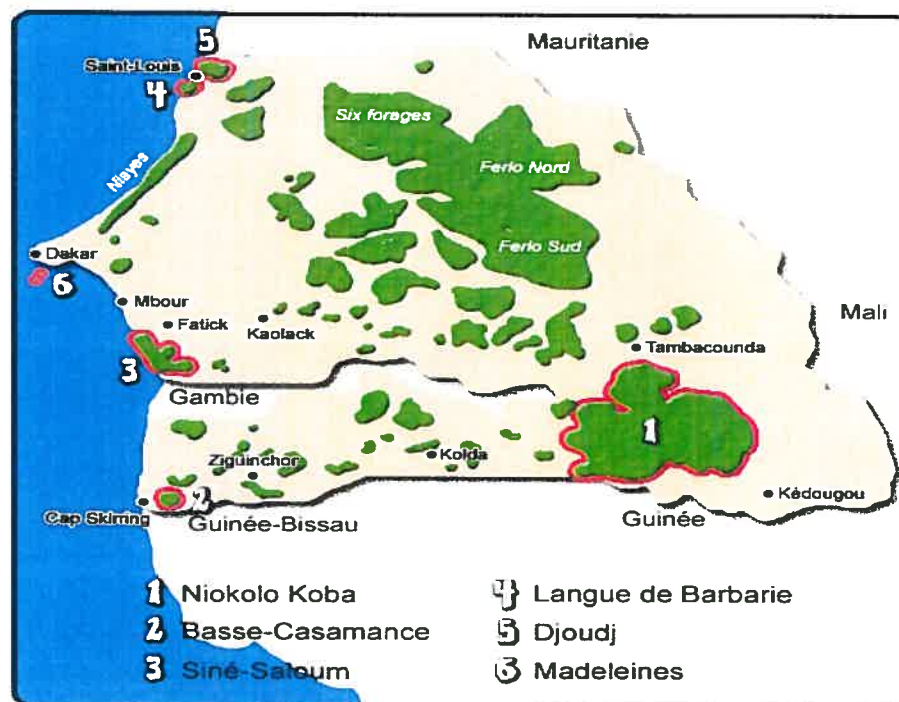 Mauritanie
5
Saint-Louis
4
Six forages
Niayes
Ferlo Nord
Ferlo Sud
Dakar
6
Mbour
Mali
Fatick
Kaolack
Tambacounda
3
Gambie
1
Ziguinchor
Kolda
2
Kédougou
Cap Skirring
Guinée-Bissau
Guinée
1 Niokolo Koba
2 Basse-Casamance
3 Siné-Saloum
4 Langue de Barbarie
5 Djoudj
6 Madeleines